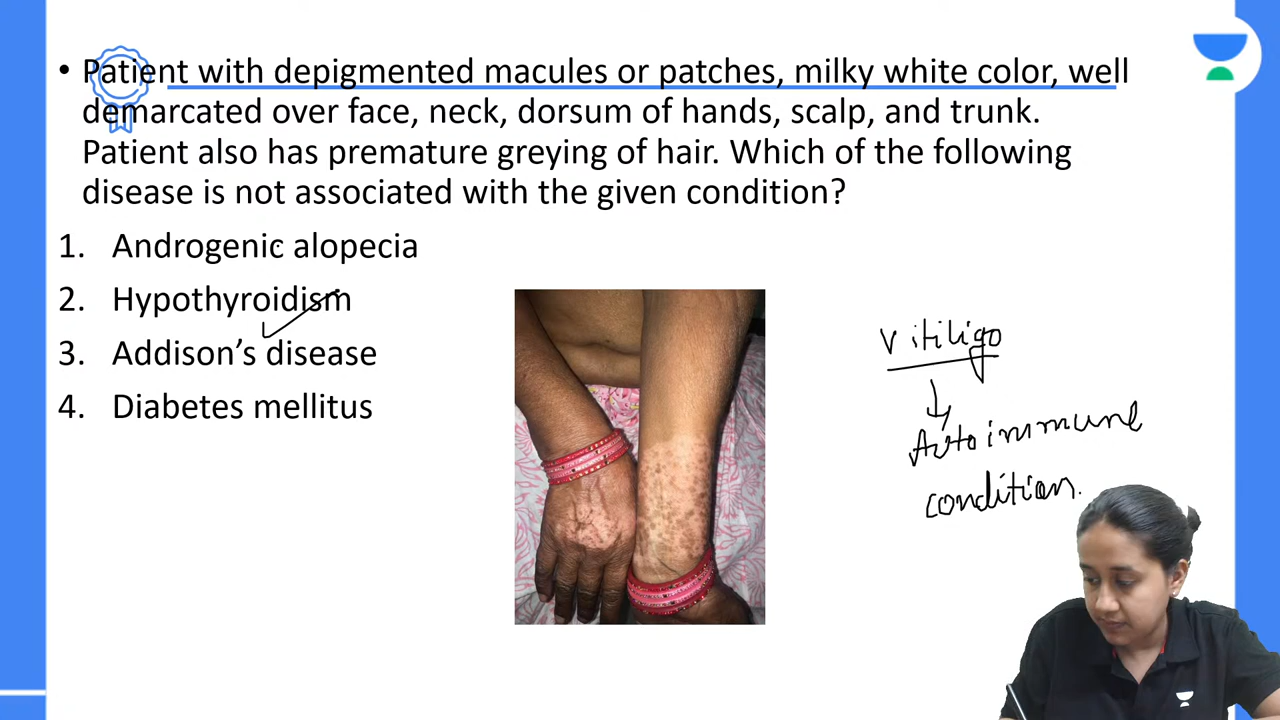 • Patient with depigmented macules or patches, milky white color, well
demarcated over face, neck, dorsum of hands, scalp, and trunk.
Patient also has premature greying of hair. Which of the following
disease is not associated with the given condition?
1. Androgenic alopecia
2. Hypothyroidism
3. Addison’s disease
4. Diabetes mellitus
Vitiligo
Autoimmune
condition.